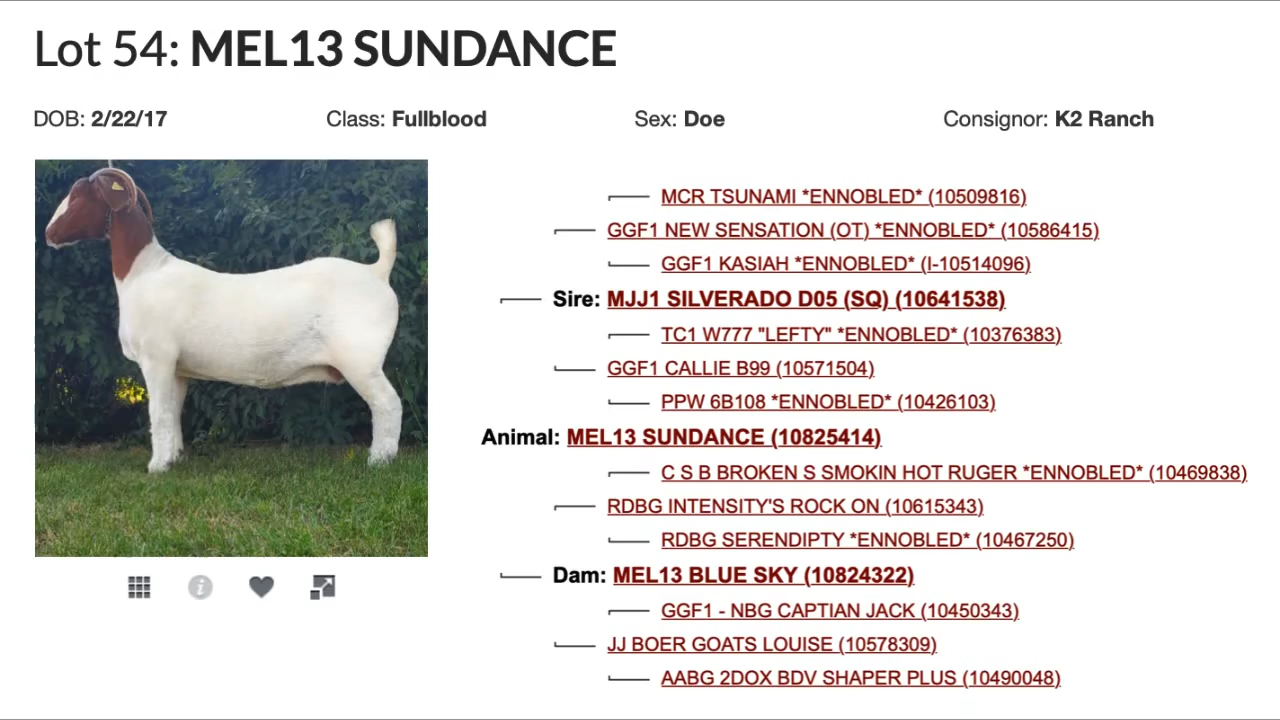 Lot 54: MEL13 SUNDANCE
DOB: 2/22/17 Class: Fullblood Sex: Doe Consignor: K2 Ranch
MCR TSUNAMI *ENNOBLED* (10509816)
GGF1 NEW SENSATION (OT) *ENNOBLED* (10586415)
GGF1 KASIAH *ENNOBLED* (I-10514096)
Sire: MJJ1 SILVERADO D05 (SQ) (10641538)
TC1 W777 "LEFTY" *ENNOBLED* (10376383)
GGF1 CALLIE B99 (10571504)
PPW 6B108 *ENNOBLED* (10426103)
Animal: MEL13 SUNDANCE (10825414)
C S B BROKEN S SMOKIN HOT RUGER *ENNOBLED* (10469838)
RDBG INTENSITY'S ROCK ON (10615343)
RDBG SERENDIPTY *ENNOBLED* (10467250)
Dam: MEL13 BLUE SKY (10824322)
GGF1 - NBG CAPTIAN JACK (10450343)
JJ BOER GOATS LOUISE (10578309)
AABG 2DOX BDV SHAPER PLUS (10490048)